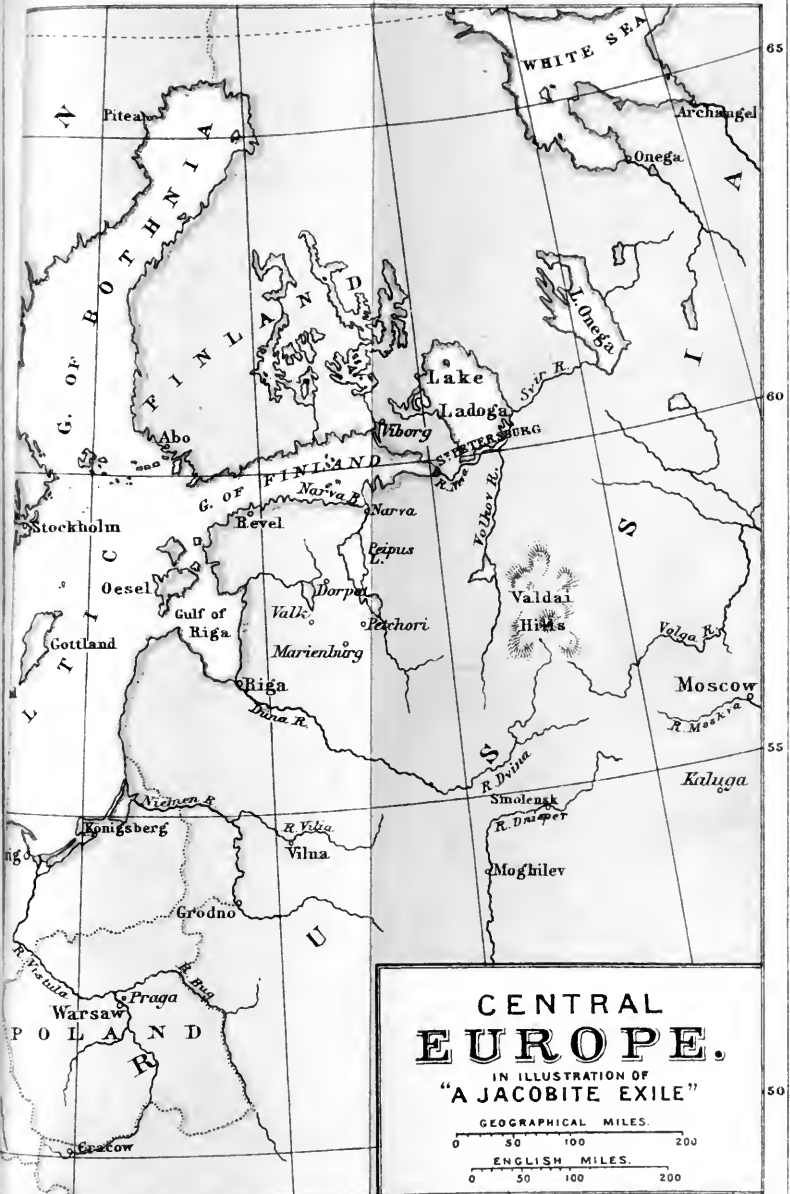 WHITE SEA
65
Pitea
Archangel
Onega
N
G. OF BOTHNIA
A
FINLAND
L. Onega
I
Lake
Ladoga
Svir R.
60
Abo
Viborg
St PETERSBURG
G. OF FINLAND
R. Neva
Stockholm
Revel
Narva B.
Narva
Volkov R.
S
Peipus
L.
C
Oesel
Dorpat
Valdai
Hills
Gulf of
Riga
Valk
Petchori
Volga R.
Gottland
Marienburg
I
T
L
Riga
Moscow
Duna R.
R. Moskva
S
R. Dvina
55
Kaluga
Niemen R.
Smolensk
Konigsberg
R. Vilia
R. Dnieper
Vilna
Moghilev
Grodno
U
R. Vistula
R. Bug
Praga
Warsaw
POLAND
R
Cracow
CENTRAL
EUROPE.
IN ILLUSTRATION OF
"A JACOBITE EXILE"
GEOGRAPHICAL MILES.
0 50 100 200
ENGLISH MILES.
0 50 100 200
50